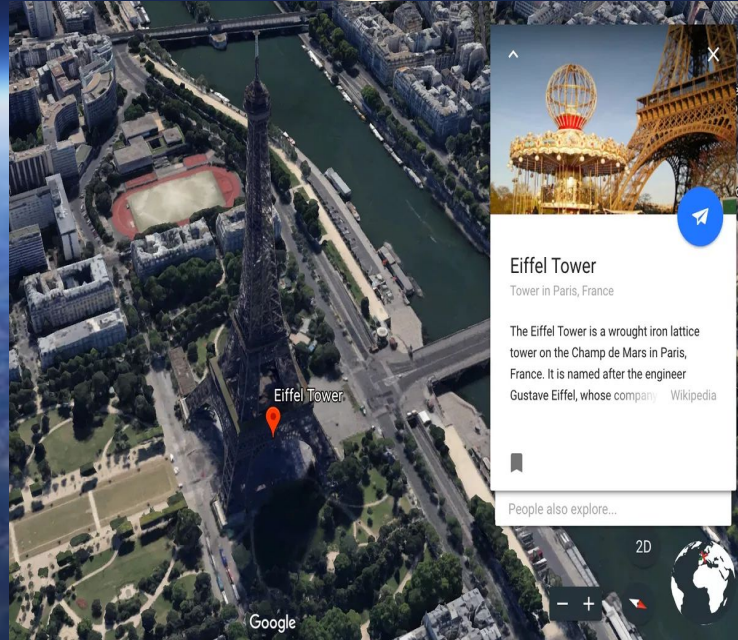 Eiffel Tower
Tower in Paris, France
The Eiffel Tower is a wrought iron lattice
tower on the Champ de Mars in Paris,
France. It is named after the engineer
Gustave Eiffel, whose company Wikipedia
People also explore...
2D
Eiffel Tower
Google